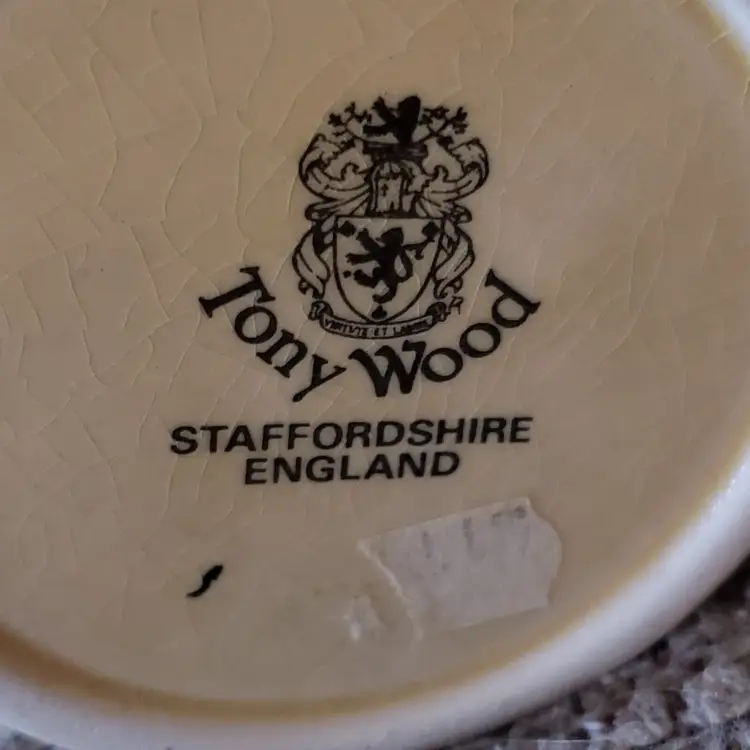 VIRTUTE ET LABORE
Tony Wood
STAFFORDSHIRE
ENGLAND